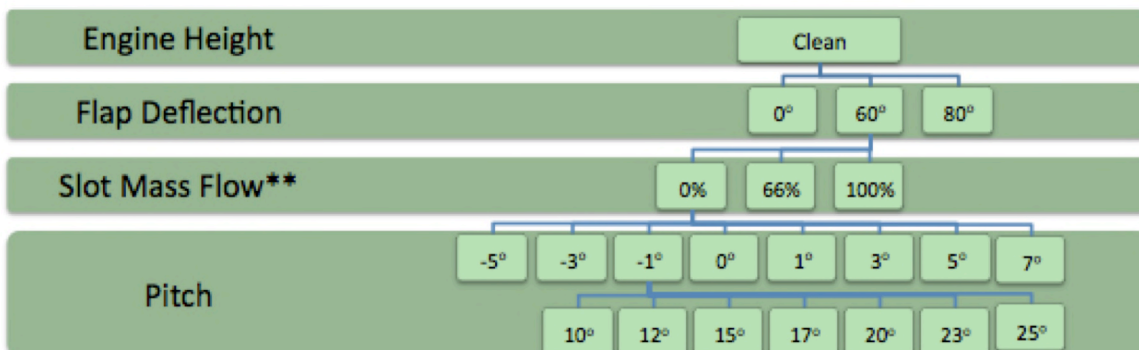 Engine Height
Clean
Flap Deflection
0° 60° 80°
Slot Mass Flow**
0% 66% 100%
Pitch
-5° -3° -1° 0° 1° 3° 5° 7°
10° 12° 15° 17° 20° 23° 25°